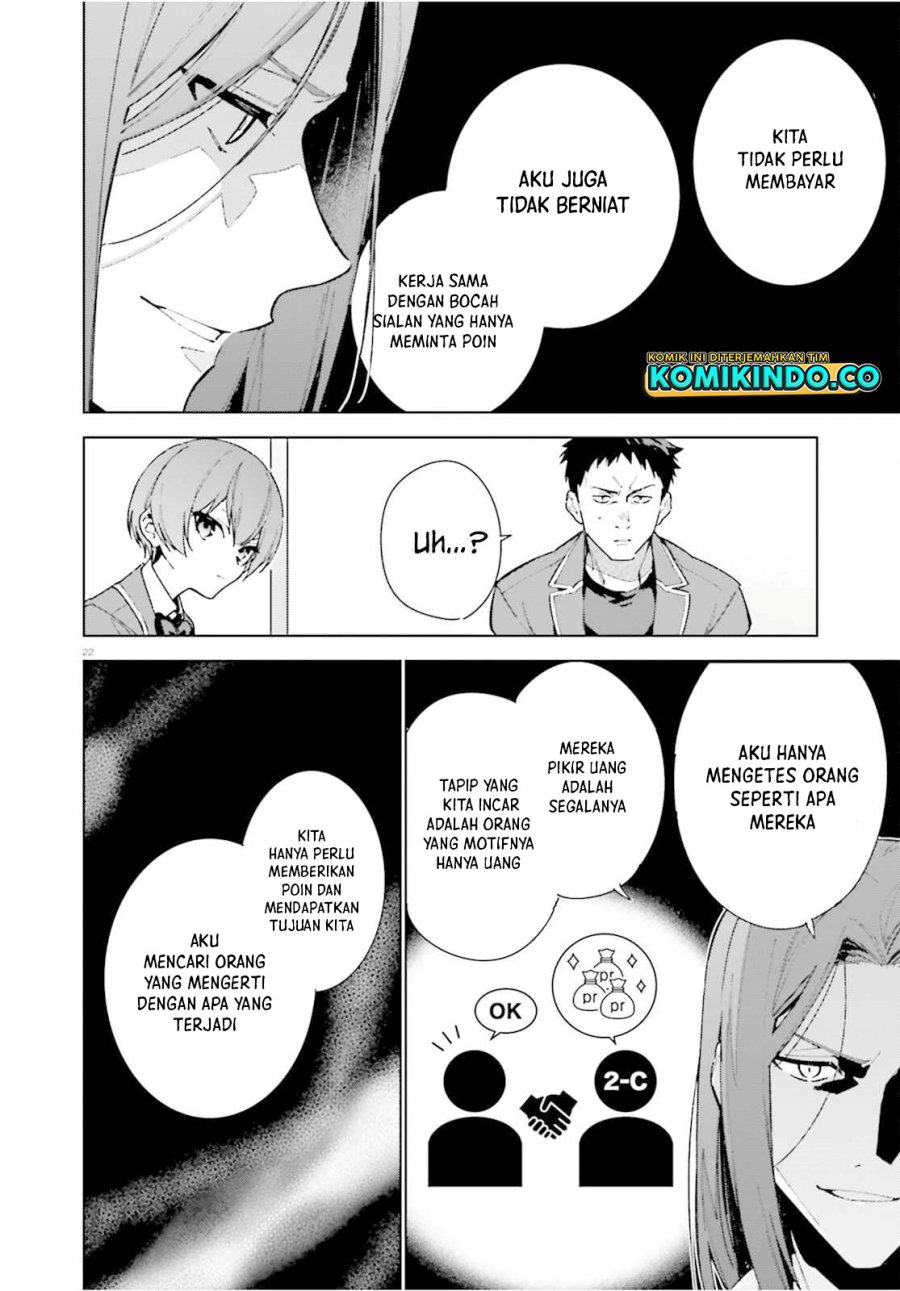 KITA
TIDAK PERLU
MEMBAYAR
AKU JUGA
TIDAK BERNIAT
KERJA SAMA
DENGAN BOCAH
SIALAN YANG HANYA
MEMINTA POIN
KOMIK INI DITERJEMAHKAN TIM
KOMIKINDO.CO
Uh...?
22
AKU HANYA
MENGETES ORANG
SEPERTI APA
MEREKA
MEREKA
PIKIR UANG
ADALAH
SEGALANYA
TAPIP YANG
KITA INCAR
ADALAH ORANG
YANG MOTIFNYA
HANYA UANG
pr
pr
pr
OK
2-C
KITA
HANYA PERLU
MEMBERIKAN
POIN DAN
MENDAPATKAN
TUJUAN KITA
AKU
MENCARI ORANG
YANG MENGERTI
DENGAN APA YANG
TERJADI